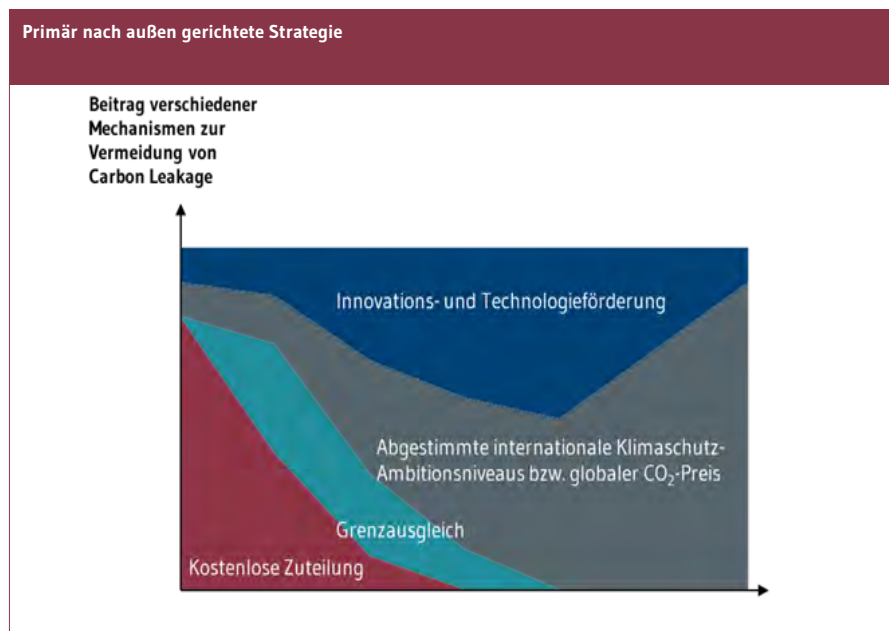 Primär nach außen gerichtete Strategie
Beitrag verschiedener
Mechanismen zur
Vermeidung von
Carbon Leakage
Innovations- und Technologieförderung
Abgestimmte internationale Klimaschutz-
Ambitionsniveaus bzw. globaler CO₂-Preis
Grenzausgleich
Kostenlose Zuteilung